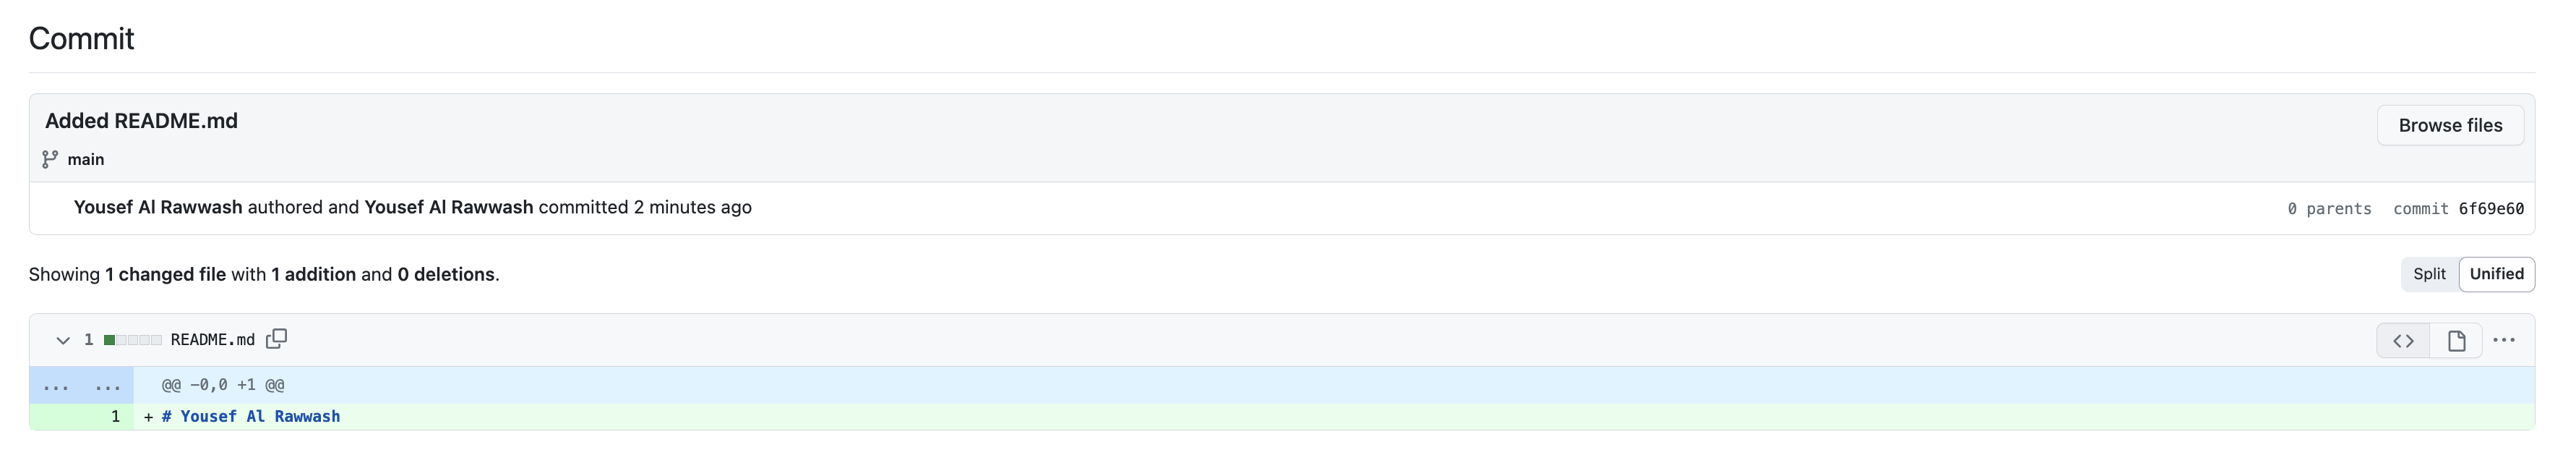 Commit
Added README.md
Browse files
main
Yousef Al Rawwash authored and Yousef Al Rawwash committed 2 minutes ago
0 parents commit 6f69e60
Showing 1 changed file with 1 addition and 0 deletions.
Split Unified
1 README.md
... ... @@ -0,0 +1 @@
1 + # Yousef Al Rawwash